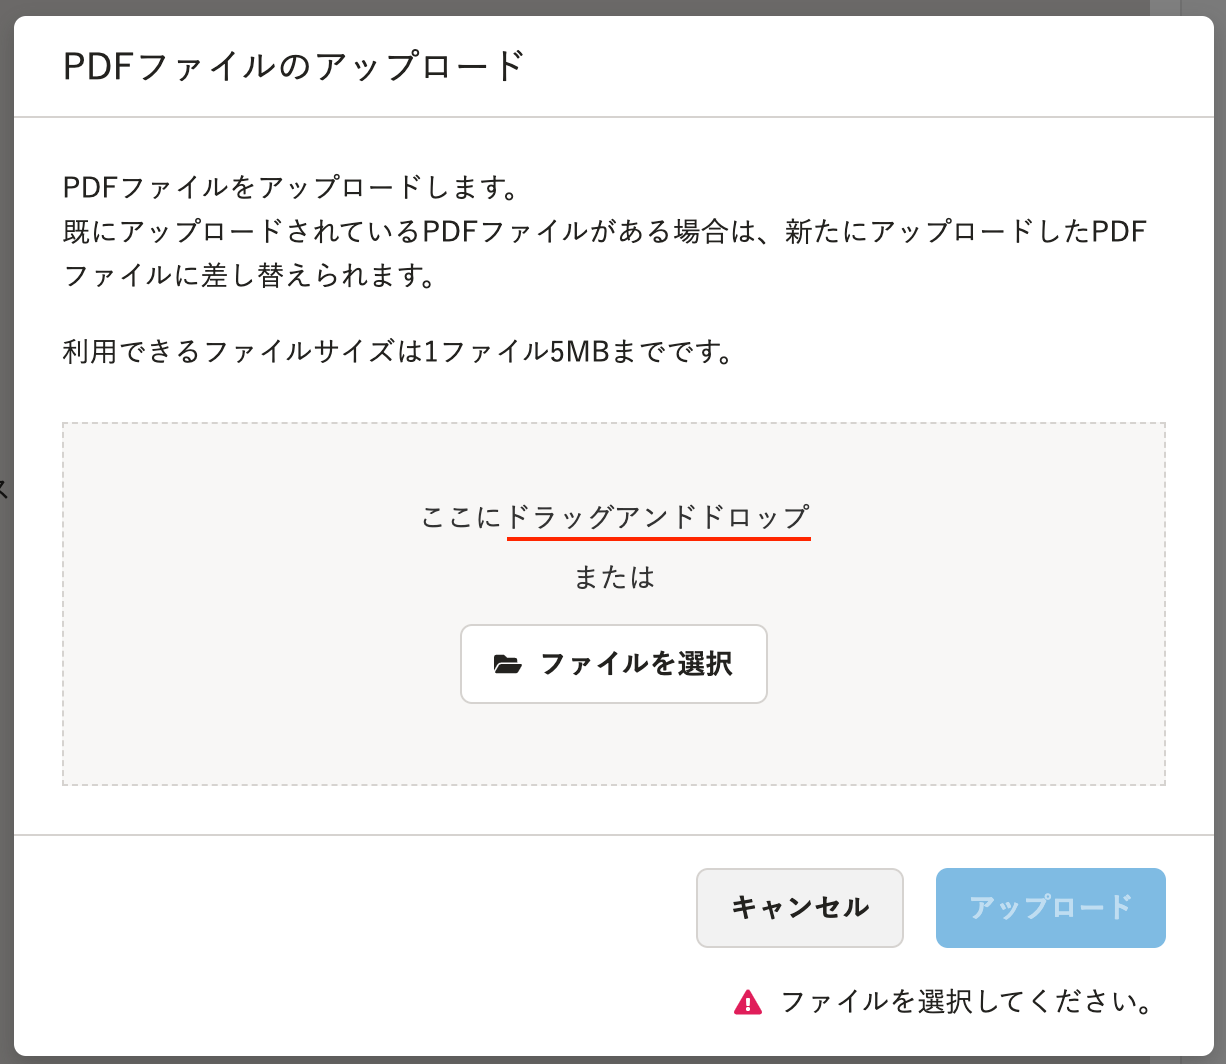 PDFファイルのアップロード
PDFファイルをアップロードします。
既にアップロードされているPDFファイルがある場合は、新たにアップロードしたPDF
ファイルに差し替えられます。
利用できるファイルサイズは1ファイル5MBまでです。
ここにドラッグアンドドロップ
または
ファイルを選択
キャンセル
アップロード
ファイルを選択してください。